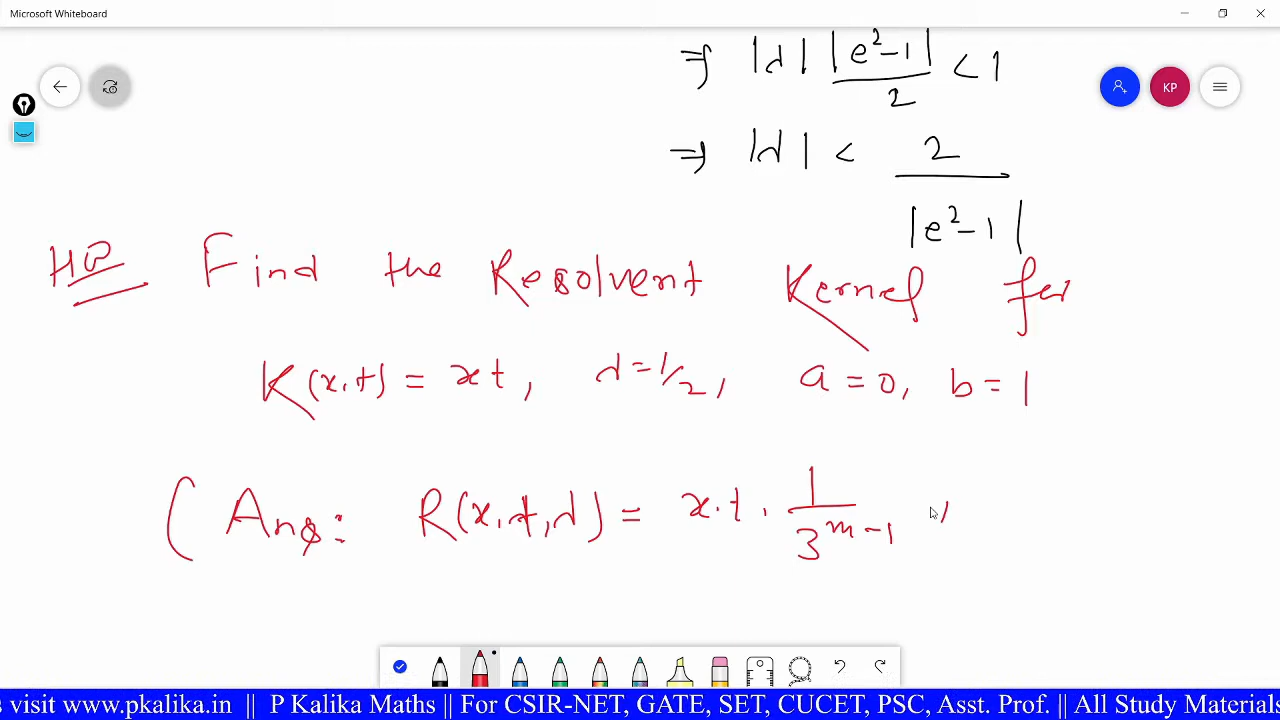 Microsoft Whiteboard
⇒ |λ| |e²-1|/2 < 1
⇒ |λ| < 2/|e²-1|
KP
HQ Find the Resolvent Kernel for
K(x,t) = xt, λ=1/2, a=0, b=1
(Ans: R(x,t,λ) = x.t. 1/3^(m-1)
s visit www.pkalika.in || P Kalika Maths || For CSIR-NET, GATE, SET, CUCET, PSC, Asst. Prof. || All Study Materials